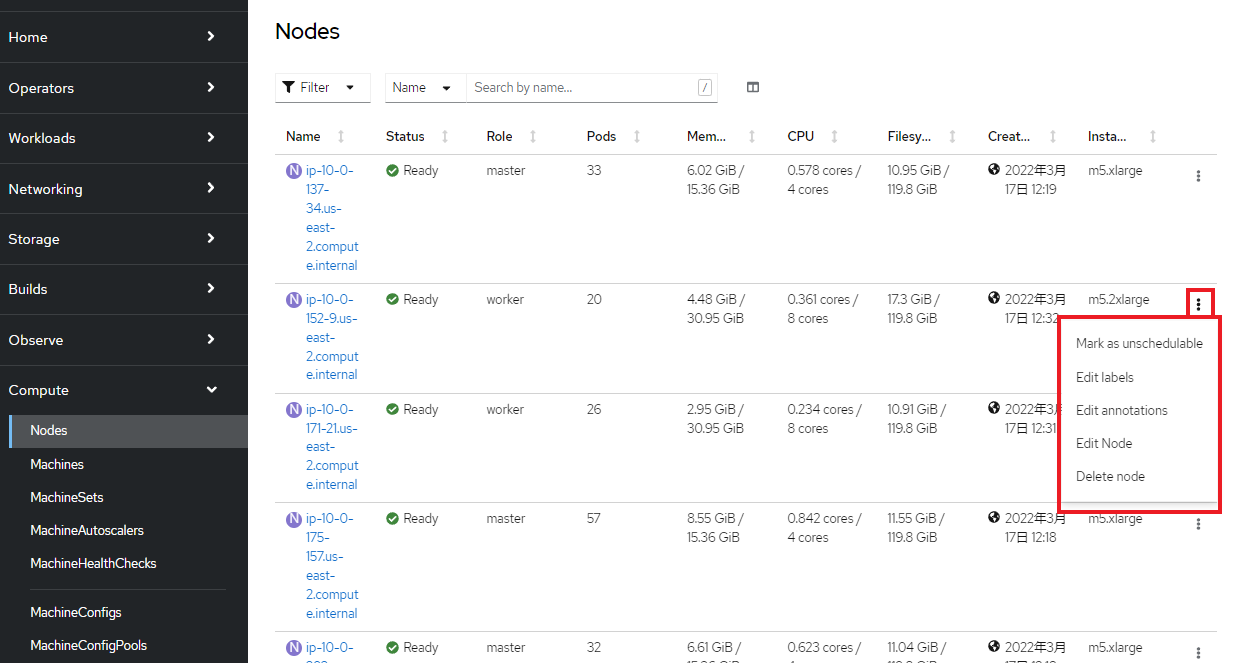 Home
Operators
Workloads
Networking
Storage
Builds
Observe
Compute
Nodes
Machines
MachineSets
MachineAutoscalers
MachineHealthChecks
MachineConfigs
MachineConfigPools
Nodes
Filter Name Search by name... /
Name Status Role Pods Mem... CPU Filesy... Creat... Insta...
N ip-10-0- Ready master 33 6.02 GiB / 0.578 cores / 10.95 GiB / 2022年3月 m5.xlarge
137- 15.36 GiB 4 cores 119.8 GiB 17日 12:19
34.us-
east-
2.comput
e.internal
N ip-10-0- Ready worker 20 4.48 GiB / 0.361 cores / 17.3 GiB / 2022年3月 m5.2xlarge
152-9.us- 30.95 GiB 8 cores 119.8 GiB 17日 12:32
east-
2.comput
e.internal
Mark as unschedulable
Edit labels
Edit annotations
Edit Node
Delete node
N ip-10-0- Ready worker 26 2.95 GiB / 0.234 cores / 10.91 GiB / 2022年3月
171-21.us- 30.95 GiB 8 cores 119.8 GiB 17日 12:31
east-
2.comput
e.internal
N ip-10-0- Ready master 57 8.55 GiB / 0.842 cores / 11.55 GiB / 2022年3月 m5.xlarge
175- 15.36 GiB 4 cores 119.8 GiB 17日 12:18
157.us-
east-
2.comput
e.internal
N ip-10-0- Ready master 32 6.61 GiB / 0.623 cores / 11.04 GiB / 2022年3月 m5.xlarge